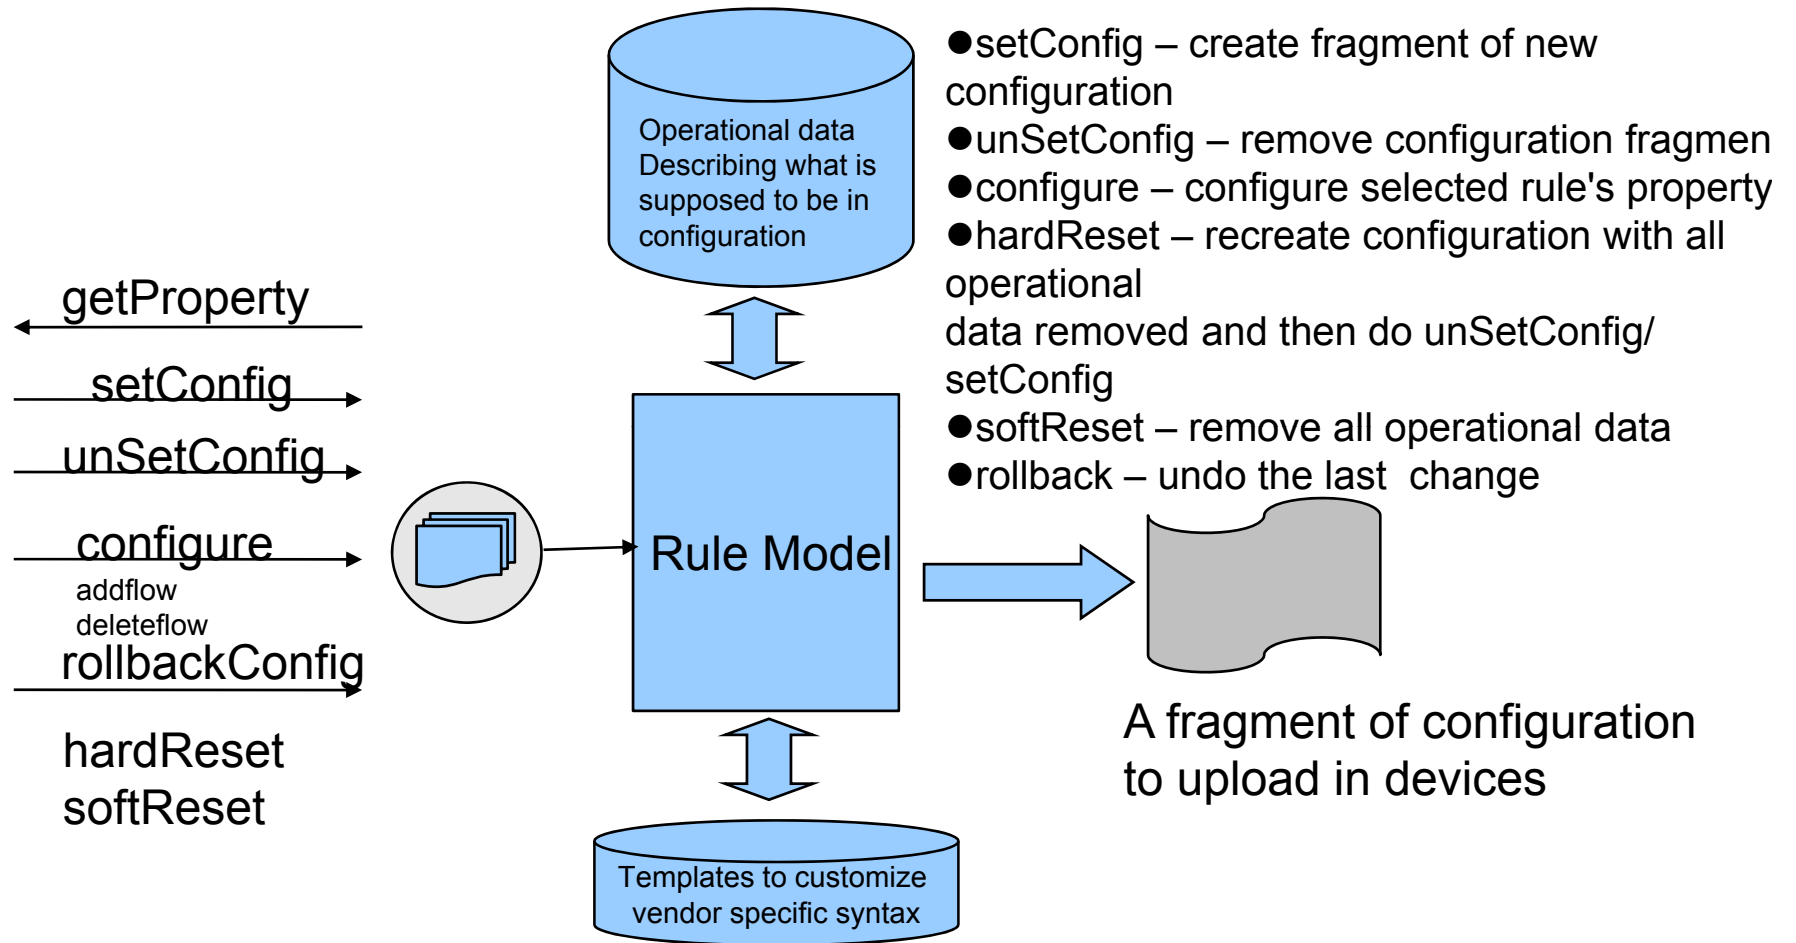 Operational data
Describing what is
supposed to be in
configuration
●setConfig – create fragment of new
configuration
●unSetConfig – remove configuration fragmen
●configure – configure selected rule's property
●hardReset – recreate configuration with all
operational
data removed and then do unSetConfig/
setConfig
●softReset – remove all operational data
●rollback – undo the last change
getProperty
setConfig
unSetConfig
configure
addflow
deleteflow
rollbackConfig
hardReset
softReset
Rule Model
A fragment of configuration
to upload in devices
Templates to customize
vendor specific syntax